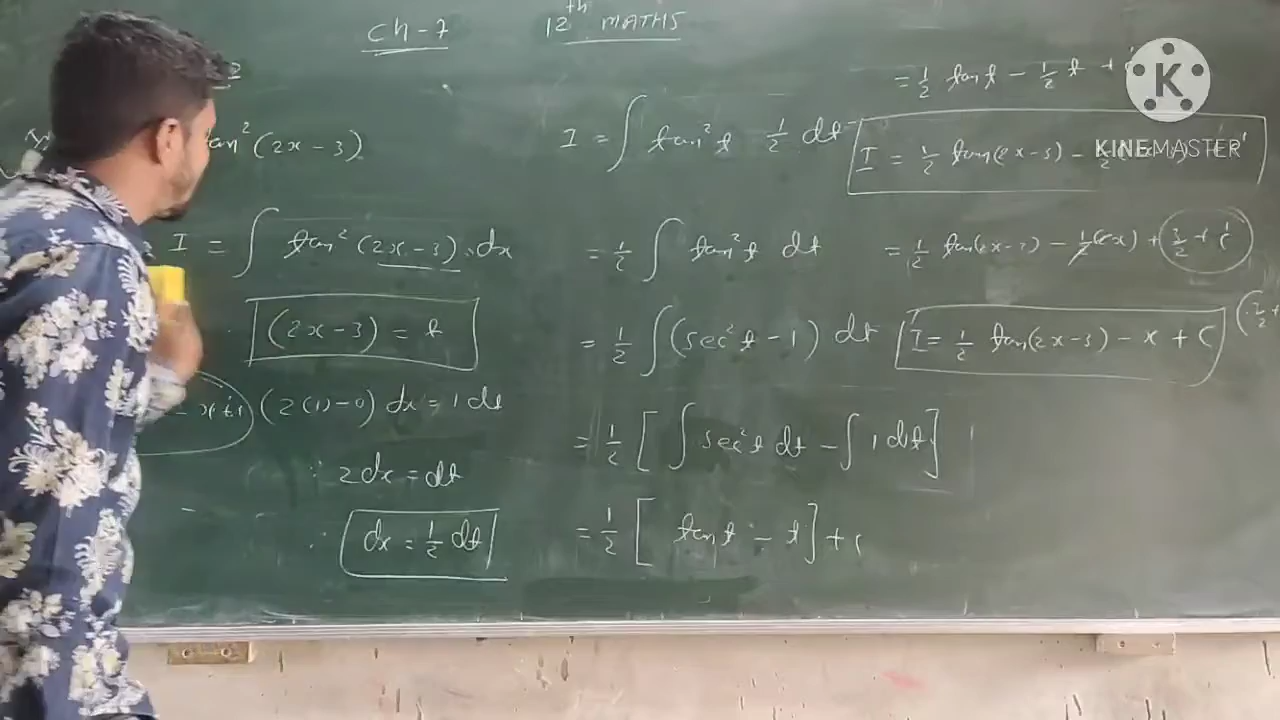 Ch-7
12th MATHS
2
tan²(2x-3).
I = ∫ tan²(2x-3).dx
(2x-3) = t
(2(1)-0) dx = 1 dt
∴ 2dx = dt
∴ dx = 1/2 dt
I = ∫ tan²t 1/2 dt
= 1/2 ∫ tan²t dt
= 1/2 ∫(sec²t - 1) dt
= 1/2 [∫ sec²t dt - ∫ 1 dt]
= 1/2 [tan t - t] + c
= 1/2 tan t - 1/2 t +
I = 1/2 tan(2x-3) - 1/2
= 1/2 tan(2x-3) - 1/2(2x) + 3/2 + c'
I = 1/2 tan(2x-3) - x + C
KINEMASTER
K